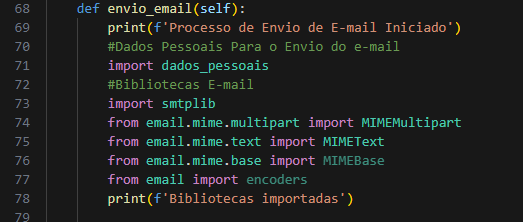 68 def envio_email(self):
69 print(f'Processo de Envio de E-mail Iniciado')
70 #Dados Pessoais Para o Envio do e-mail
71 import dados_pessoais
72 #Bibliotecas E-mail
73 import smtplib
74 from email.mime.multipart import MIMEMultipart
75 from email.mime.text import MIMEText
76 from email.mime.base import MIMEBase
77 from email import encoders
78 print(f'Bibliotecas importadas')
79